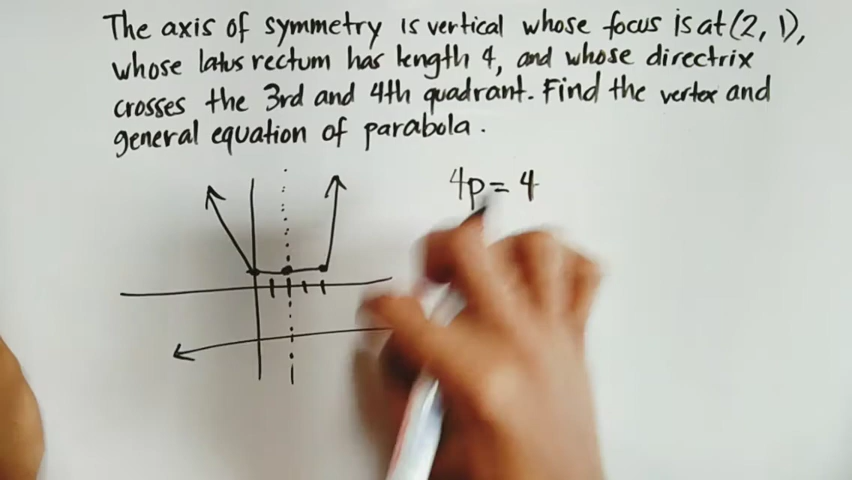 The axis of symmetry is vertical whose focus is at (2, 1),
whose latus rectum has length 4, and whose directrix
crosses the 3rd and 4th quadrant. Find the vertex and
general equation of parabola.
4p = 4